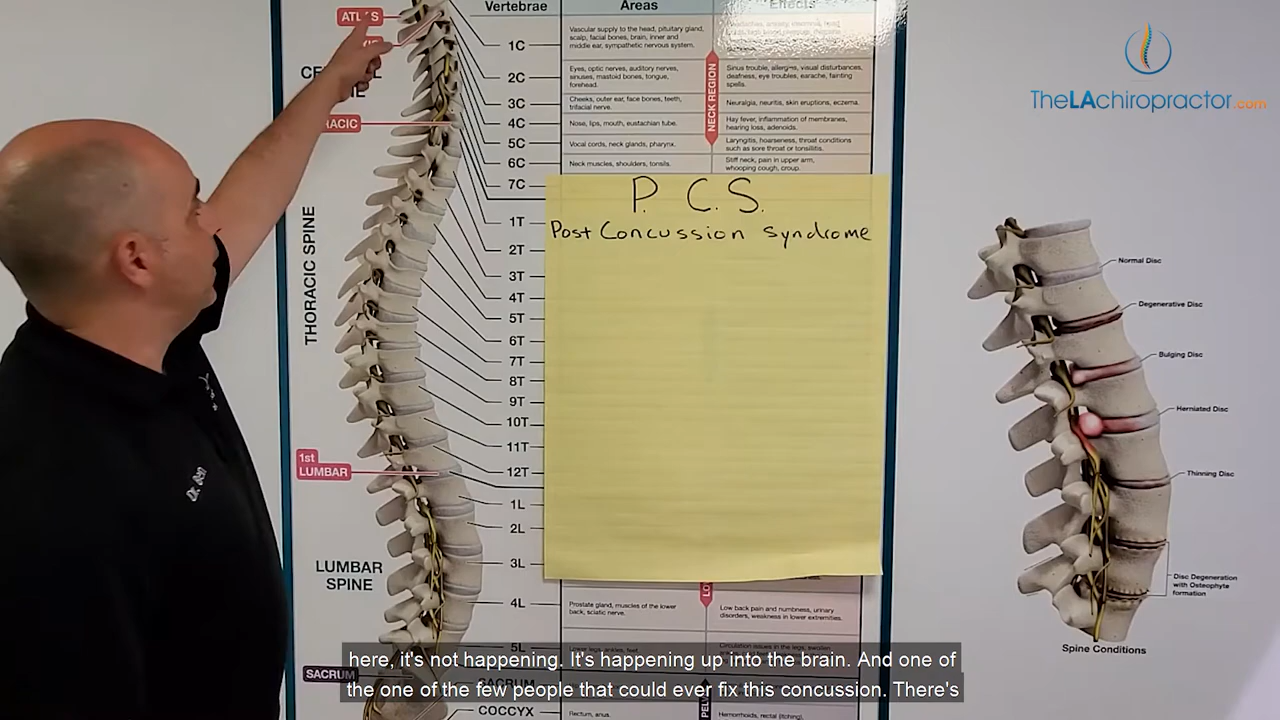 Vertebrae
Areas
Effects
ATL S
1C
Vascular supply to the head, pituitary gland,
scalp, facial bones, brain, inner and
middle ear, sympathetic nervous system.
2C
Eyes, optic nerves, auditory nerves,
sinuses, mastoid bones, tongue,
forehead.
Sinus trouble, allergies, visual disturbances,
deafness, eye troubles, earache, fainting
spells.
3C
Cheeks, outer ear, face bones, teeth,
trifacial nerve.
Neuralgia, neuritis, skin eruptions, eczema.
4C
Nose, lips, mouth, eustachian tube.
Hay fever, inflammation of membranes,
hearing loss, adenoids.
5C
Vocal cords, neck glands, pharynx.
Laryngitis, hoarseness, throat conditions
such as sore throat or tonsillitis.
6C
Neck muscles, shoulders, tonsils.
Stiff neck, pain in upper arm,
whooping cough, croup.
NECK REGION
RACIC
7C
1T
2T
3T
4T
5T
6T
7T
8T
9T
10T
11T
12T
THORACIC SPINE
1st
LUMBAR
1L
2L
3L
LUMBAR
SPINE
4L
Prostate gland, muscles of the lower
back, sciatic nerve.
Low back pain and numbness, urinary
disorders, weakness in lower extremities.
5L
SACRUM
SACRUM
COCCYX
Rectum, anus.
Hemorrhoids, rectal (itching).
P. C. S.
Post Concussion Syndrome
Dr. Ben
TheLAchiropractor.com
Normal Disc
Degenerative Disc
Bulging Disc
Herniated Disc
Thinning Disc
Disc Degeneration
with Osteophyte
formation
Spine Conditions
here, it's not happening. It's happening up into the brain. And one of
the one of the few people that could ever fix this concussion. There's